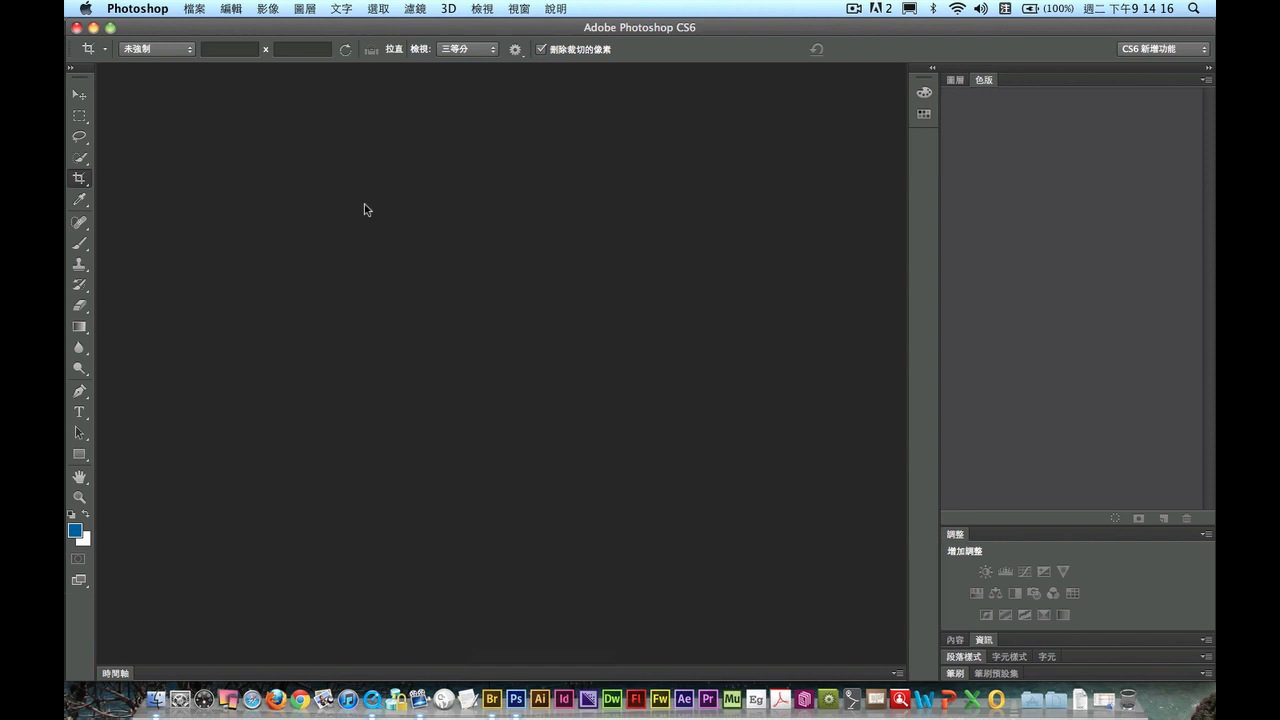 Photoshop 檔案 編輯 影像 圖層 文字 選取 濾鏡 3D 檢視 視窗 說明 2 注 (100%) 週二 下午9 14 16
Adobe Photoshop CS6
未強制 x 拉直 檢視: 三等分 刪除裁切的像素 CS6 新增功能
圖層 色版
T
調整
增加調整
內容 資訊
段落樣式 字元樣式 字元
時間軸
筆刷 筆刷預設集
Br Ps Ai Id Dw Fl Fw Ae Pr Mu Eg W P X O